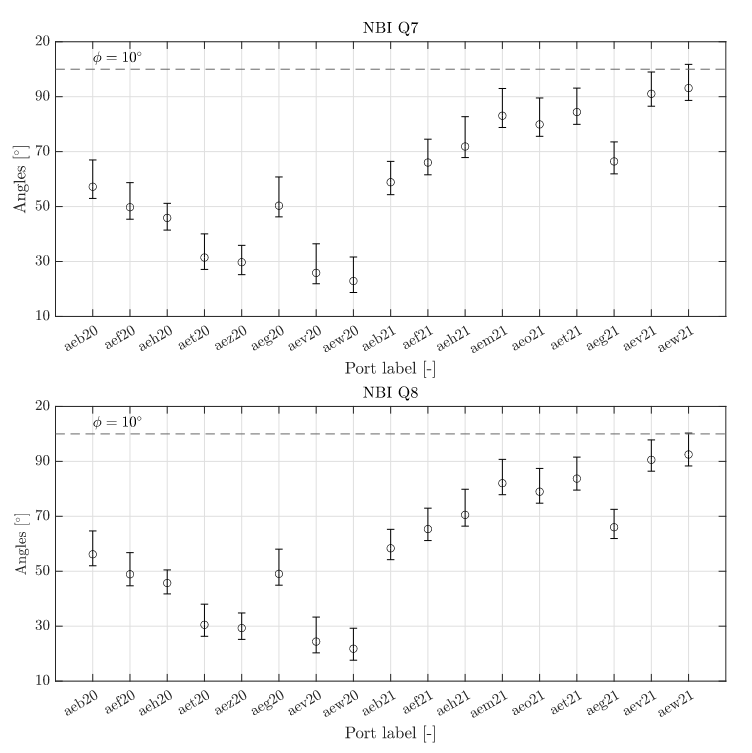 NBI Q7
20
ϕ = 10°
90
70
50
30
10
Angles [°]
aeb20 aef20 aeh20 aet20 aez20 aeg20 aev20 aew20 aeb21 aef21 aeh21 aem21 aeo21 aet21 aeg21 aev21 aew21
Port label [-]
NBI Q8
20
ϕ = 10°
90
70
50
30
10
Angles [°]
aeb20 aef20 aeh20 aet20 aez20 aeg20 aev20 aew20 aeb21 aef21 aeh21 aem21 aeo21 aet21 aeg21 aev21 aew21
Port label [-]